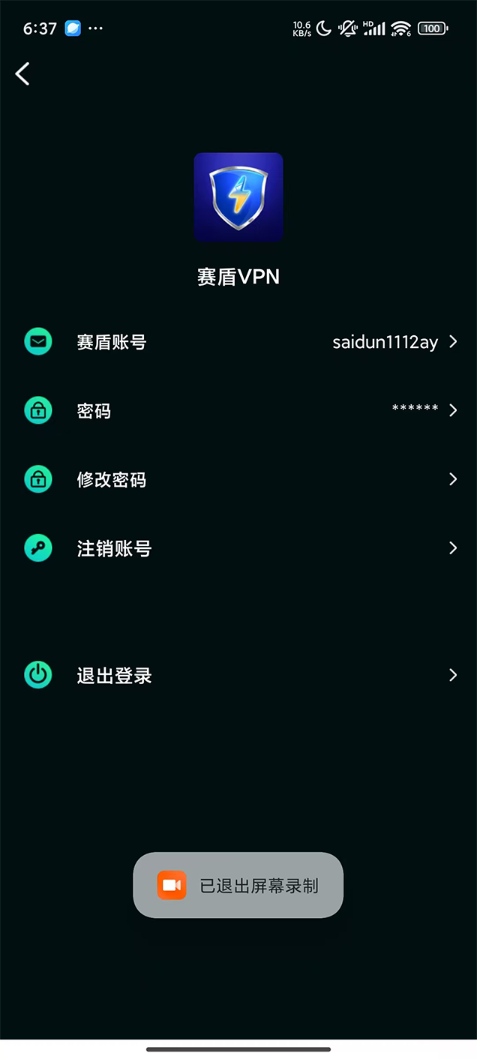 6:37
10.6
KB/s
HD
6
100
赛盾VPN
赛盾账号
saidun1112ay
密码
******
修改密码
注销账号
退出登录
已退出屏幕录制